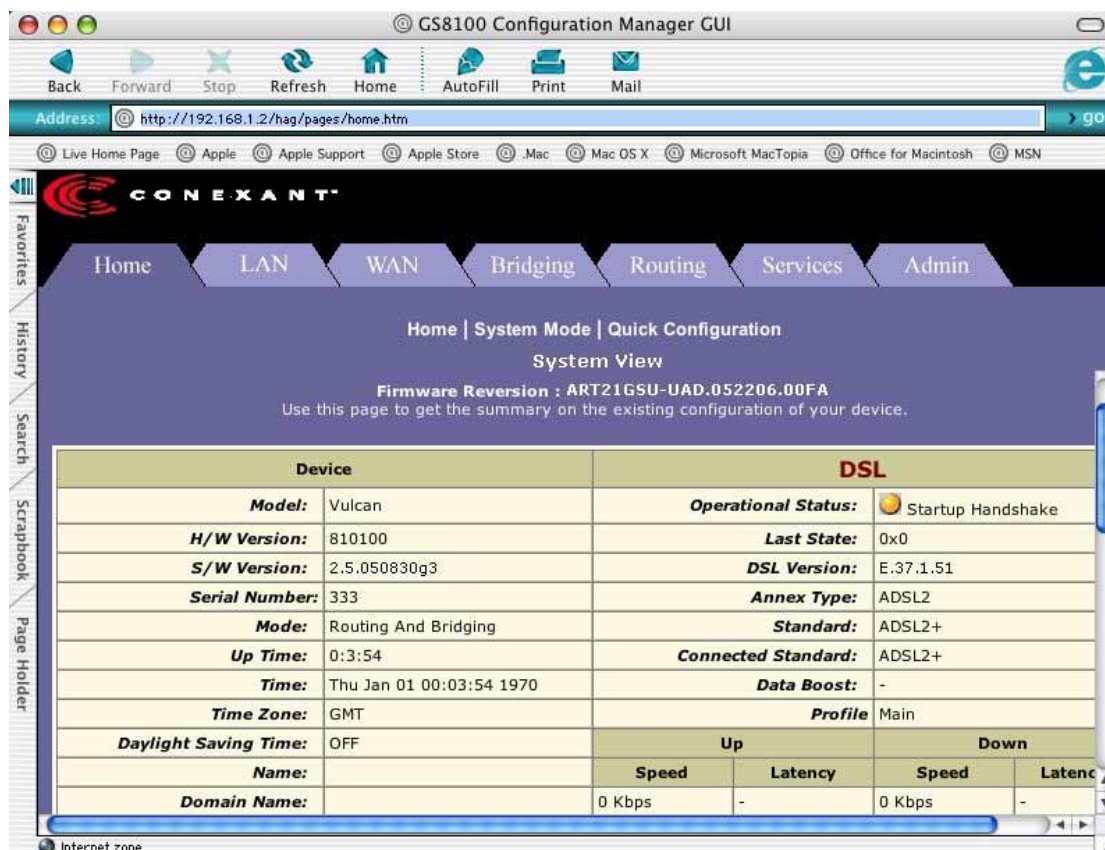 GS8100 Configuration Manager GUI
Back Forward Stop Refresh Home AutoFill Print Mail
Address: http://192.168.1.2/hag/pages/home.htm go
Live Home Page Apple Apple Support Apple Store .Mac Mac OS X Microsoft MacTopia Office for Macintosh MSN
Favorites
History
Search
Scrapbook
Page Holder
CONEXANT™
Home LAN WAN Bridging Routing Services Admin
Home | System Mode | Quick Configuration
System View
Firmware Reversion : ART21GSU-UAD.052206.00FA
Use this page to get the summary on the existing configuration of your device.
Device DSL
Model: Vulcan Operational Status: Startup Handshake
H/W Version: 810100 Last State: 0x0
S/W Version: 2.5.050830g3 DSL Version: E.37.1.51
Serial Number: 333 Annex Type: ADSL2
Mode: Routing And Bridging Standard: ADSL2+
Up Time: 0:3:54 Connected Standard: ADSL2+
Time: Thu Jan 01 00:03:54 1970 Data Boost: -
Time Zone: GMT Profile Main
Daylight Saving Time: OFF Up Down
Name: Speed Latency Speed Latenc
Domain Name: 0 Kbps - 0 Kbps -
Internet zone